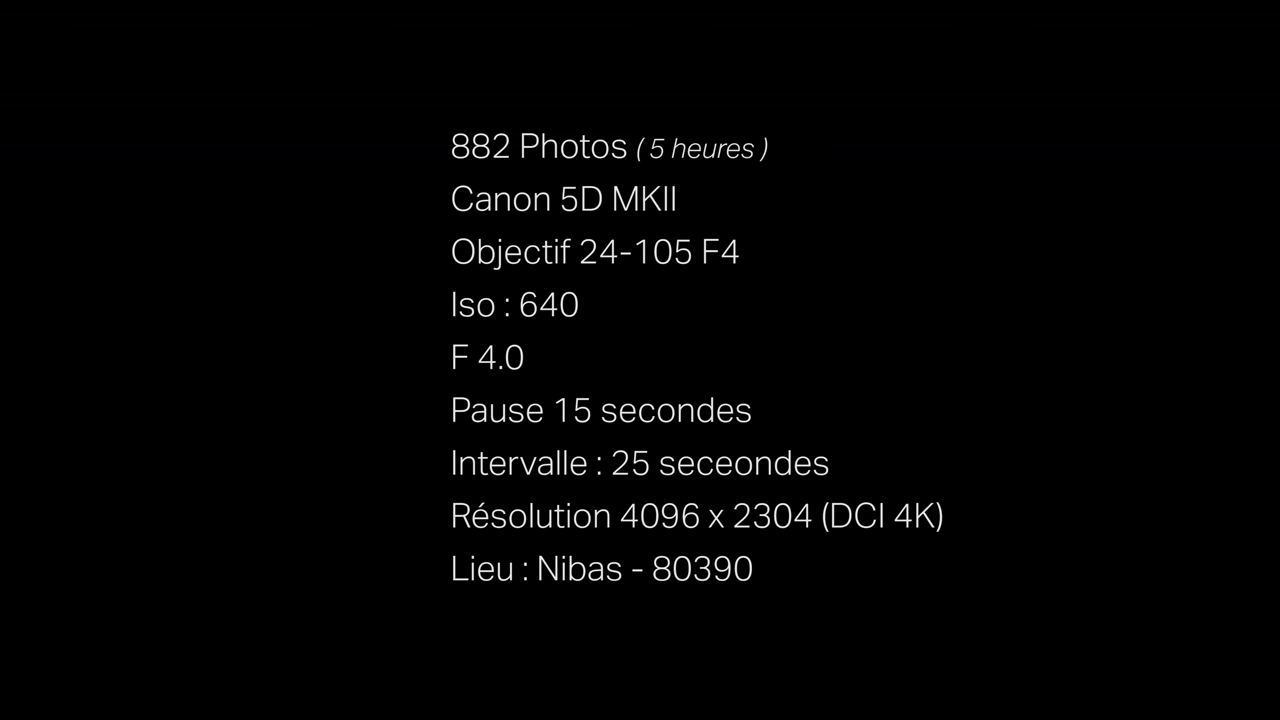 882 Photos ( 5 heures )
Canon 5D MKII
Objectif 24-105 F4
Iso : 640
F 4.0
Pause 15 secondes
Intervalle : 25 seceondes
Résolution 4096 x 2304 (DCI 4K)
Lieu : Nibas - 80390